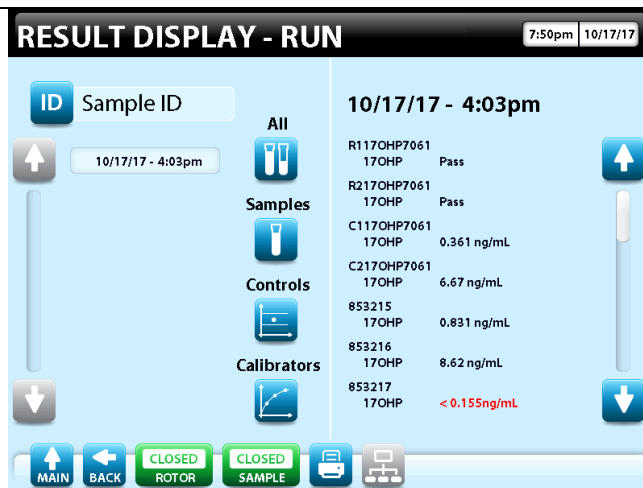 RESULT DISPLAY - RUN
7:50pm 10/17/17
ID Sample ID
10/17/17 - 4:03pm
All
Samples
Controls
Calibrators
10/17/17 - 4:03pm
R117OHP7061
17OHP Pass
R217OHP7061
17OHP Pass
C117OHP7061
17OHP 0.361 ng/mL
C217OHP7061
17OHP 6.67 ng/mL
853215
17OHP 0.831 ng/mL
853216
17OHP 8.62 ng/mL
853217
17OHP < 0.155ng/mL
MAIN
BACK
CLOSED
ROTOR
CLOSED
SAMPLE